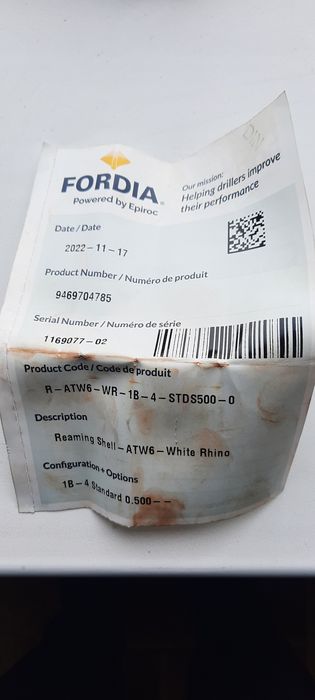 FORDIA
Powered by Epiroc
Our mission:
Helping drillers improve
their performance
Date / Date
2022-11-17
Product Number / Numéro de produit
9469704785
Serial Number / Numéro de série
1169077-02
Product Code / Code de produit
R-ATW6-WR-1B-4-STDS500-0
Description
Reaming Shell-ATW6-White Rhino
Configuration + Options
1B-4 Standard 0.500--